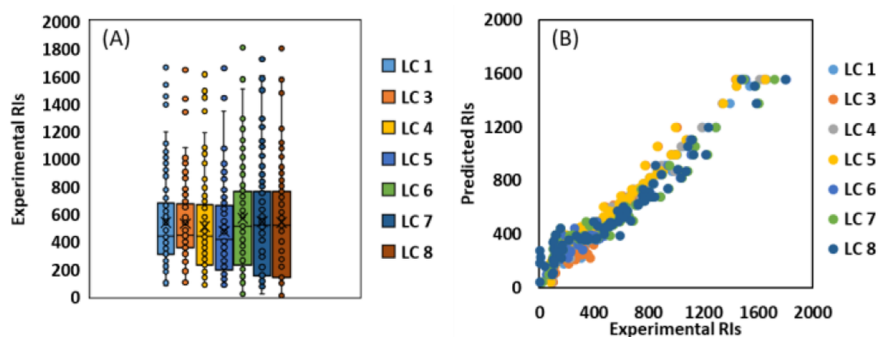 (A)
Experimental RIs
2000
1800
1600
1400
1200
1000
800
600
400
200
0
LC 1
LC 3
LC 4
LC 5
LC 6
LC 7
LC 8
(B)
Predicted RIs
2000
1600
1200
800
400
0
0 400 800 1200 1600 2000
Experimental RIs
LC 1
LC 3
LC 4
LC 5
LC 6
LC 7
LC 8